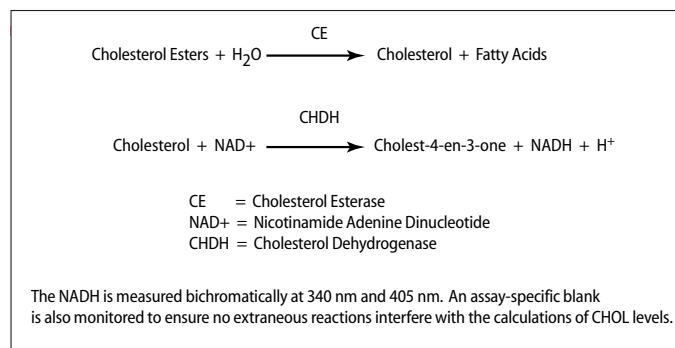 CE
Cholesterol Esters + H2O Cholesterol + Fatty Acids
CHDH
Cholesterol + NAD+ Cholest-4-en-3-one + NADH + H+
CE = Cholesterol Esterase
NAD+ = Nicotinamide Adenine Dinucleotide
CHDH = Cholesterol Dehydrogenase
The NADH is measured bichromatically at 340 nm and 405 nm. An assay-specific blank
is also monitored to ensure no extraneous reactions interfere with the calculations of CHOL levels.